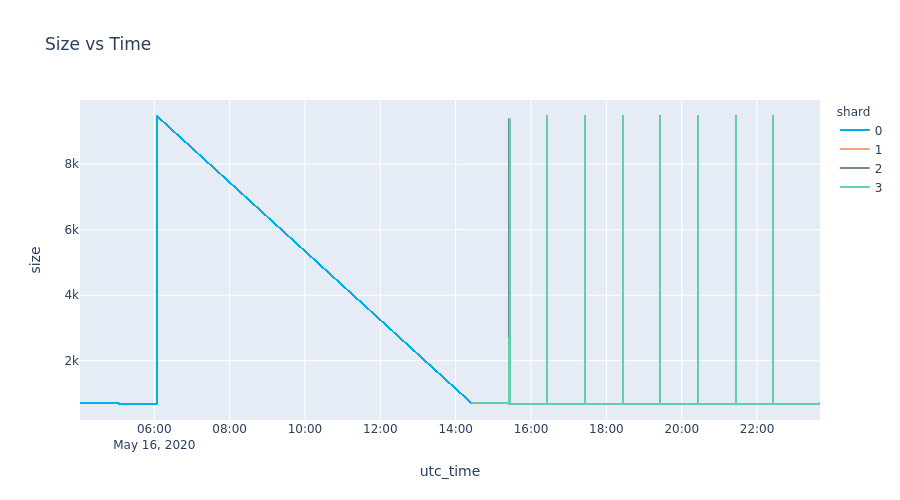 Size vs Time
shard
0
1
2
3
8k
6k
4k
2k
size
06:00 08:00 10:00 12:00 14:00 16:00 18:00 20:00 22:00
May 16, 2020
utc_time